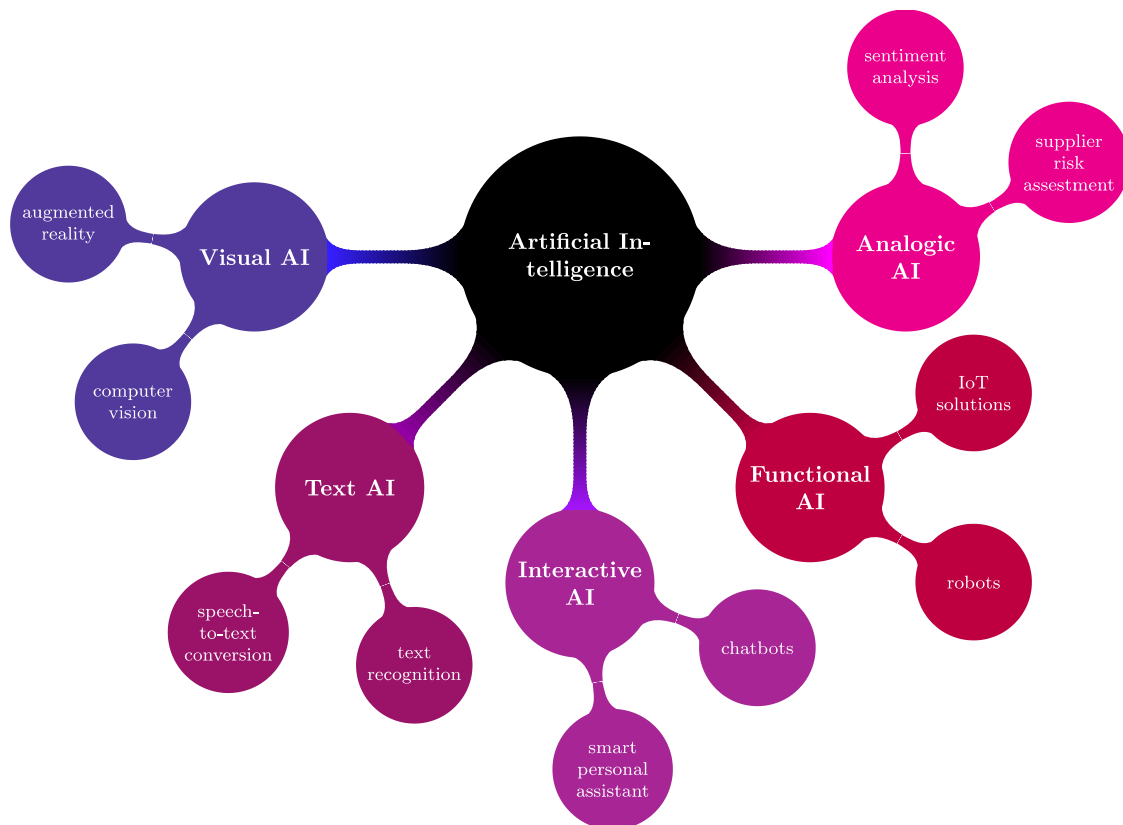 Artificial In-
telligence
Visual AI
augmented
reality
computer
vision
Text AI
speech-
to-text
conversion
text
recognition
Interactive
AI
smart
personal
assistant
chatbots
Functional
AI
robots
IoT
solutions
Analogic
AI
supplier
risk
assestment
sentiment
analysis